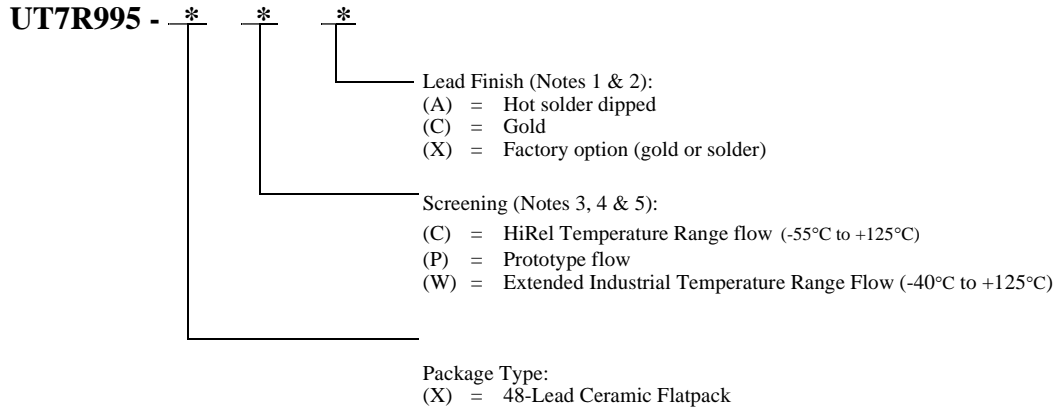 UT7R995 - * * *
Lead Finish (Notes 1 & 2):
(A) = Hot solder dipped
(C) = Gold
(X) = Factory option (gold or solder)
Screening (Notes 3, 4 & 5):
(C) = HiRel Temperature Range flow (-55°C to +125°C)
(P) = Prototype flow
(W) = Extended Industrial Temperature Range Flow (-40°C to +125°C)
Package Type:
(X) = 48-Lead Ceramic Flatpack